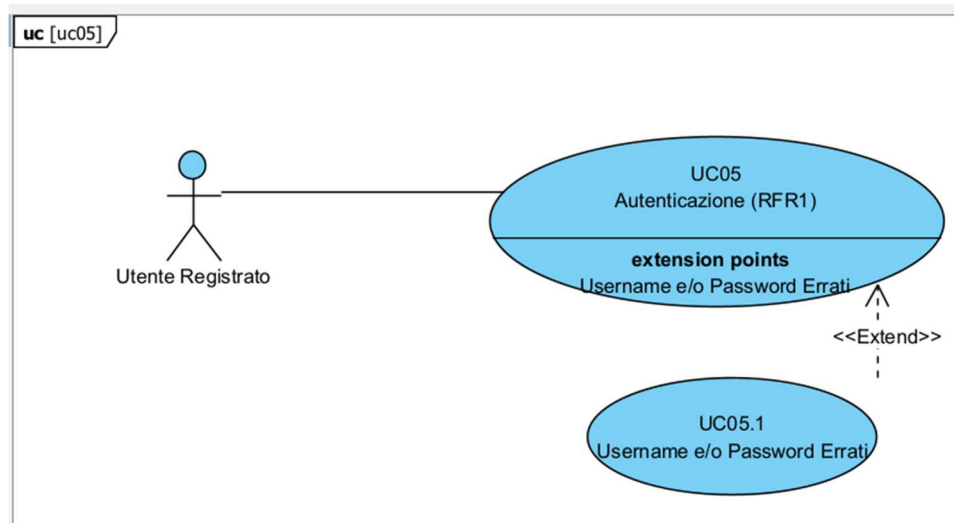 uc [uc05]
UC05
Autenticazione (RFR1)
extension points
Username e/o Password Errati
Utente Registrato
<<Extend>>
UC05.1
Username e/o Password Errati